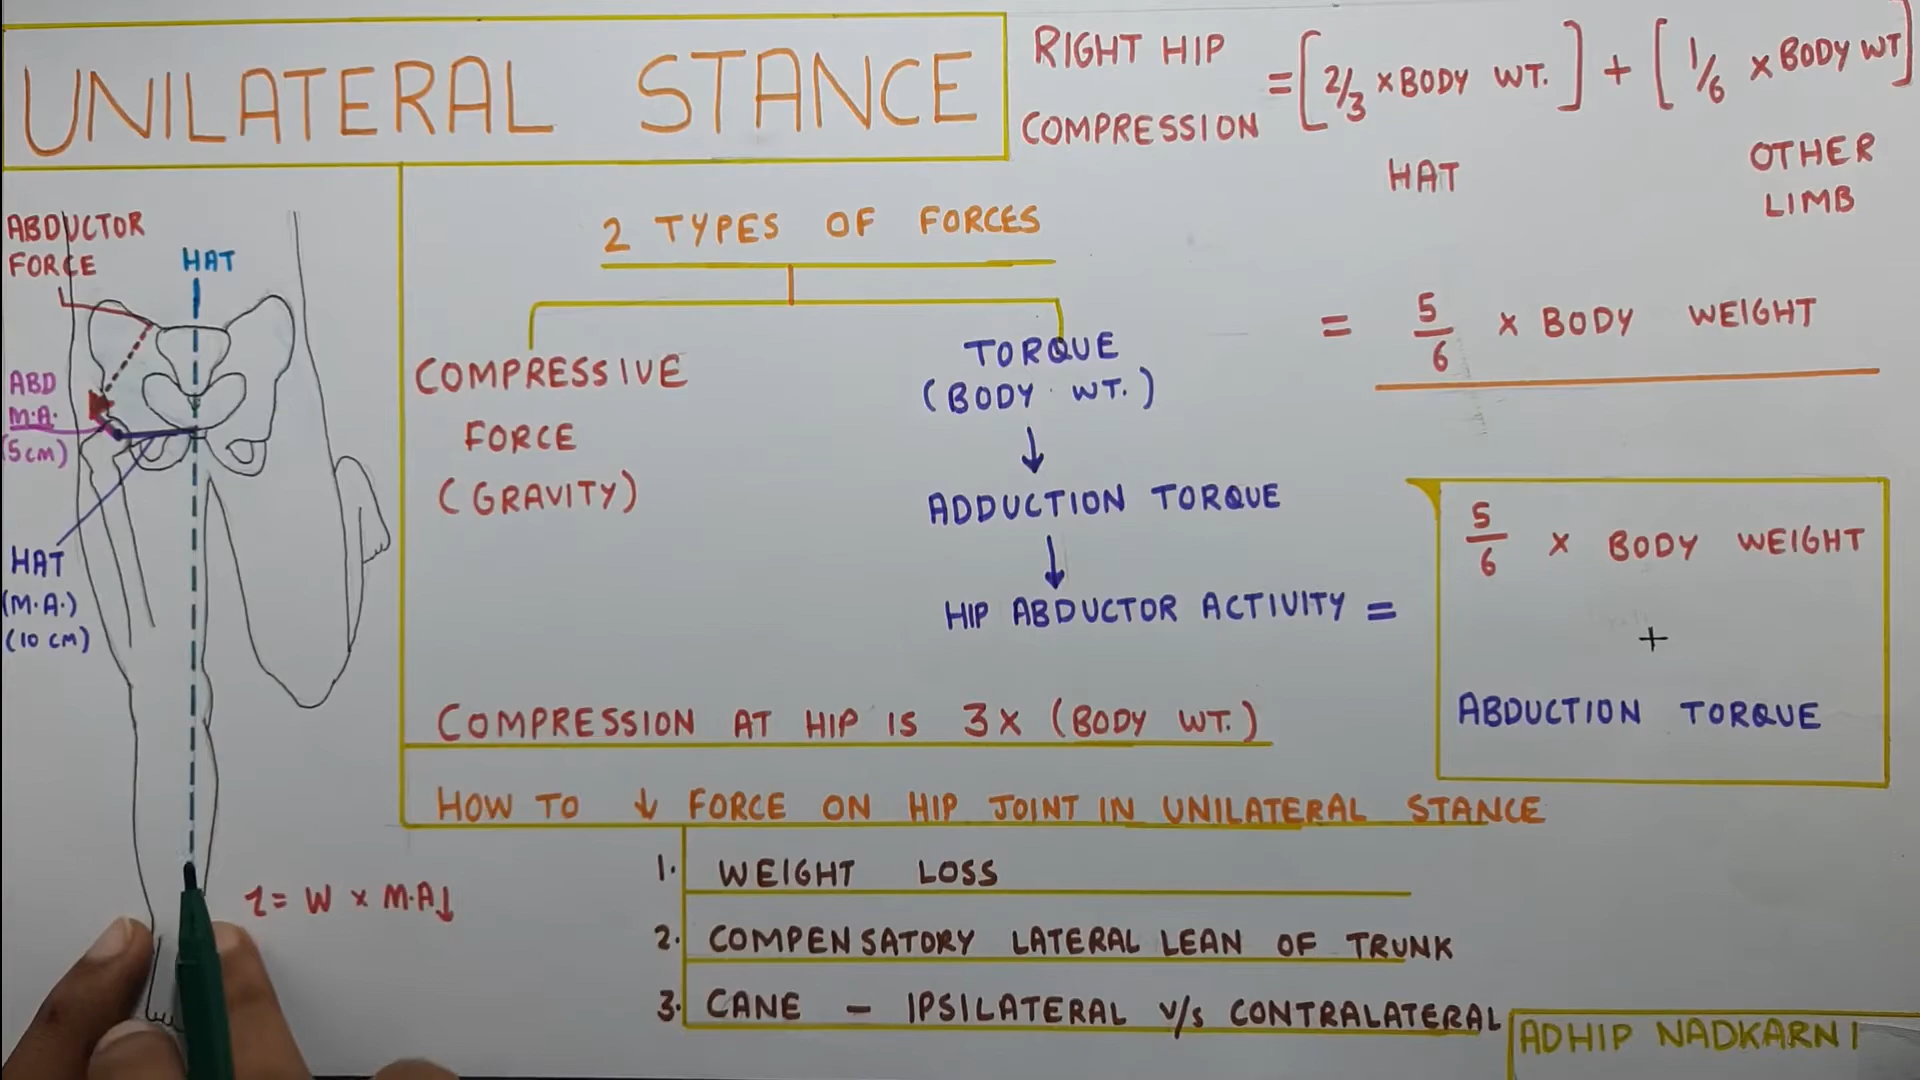 UNILATERAL STANCE
RIGHT HIP
COMPRESSION
= [2/3 × BODY WT.] + [1/6 × BODY WT]
HAT
OTHER
LIMB
= 5/6 × BODY WEIGHT
ABDUCTOR
FORCE
HAT
ABD
M.A.
(5cm)
HAT
(M.A.)
(10 CM)
2 TYPES OF FORCES
COMPRESSIVE
FORCE
(GRAVITY)
TORQUE
(BODY WT.)
↓
ADDUCTION TORQUE
↓
HIP ABDUCTOR ACTIVITY =
5/6 × BODY WEIGHT
+
ABDUCTION TORQUE
COMPRESSION AT HIP IS 3X (BODY WT.)
HOW TO ↓ FORCE ON HIP JOINT IN UNILATERAL STANCE
1. WEIGHT LOSS
2. COMPENSATORY LATERAL LEAN OF TRUNK
3. CANE - IPSILATERAL V/S CONTRALATERAL
τ = W × M.A↓
ADHIP NADKARNI